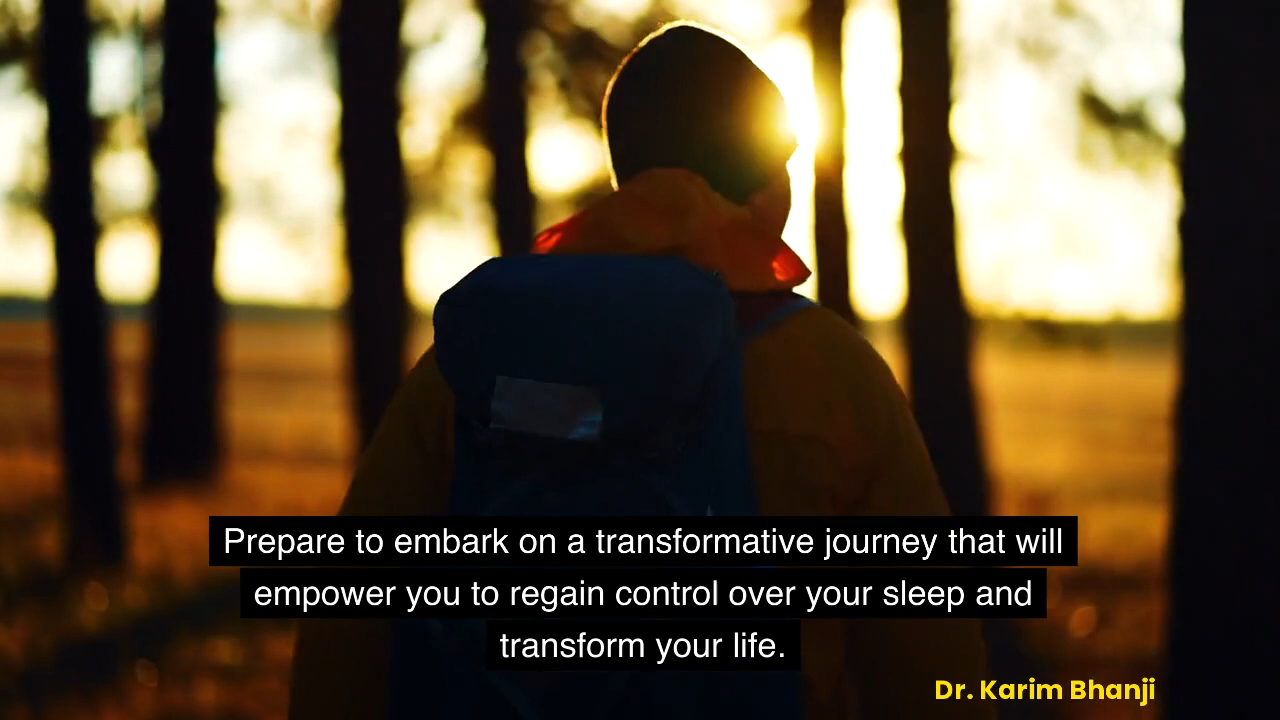 Prepare to embark on a transformative journey that will
empower you to regain control over your sleep and
transform your life.
Dr. Karim Bhanji